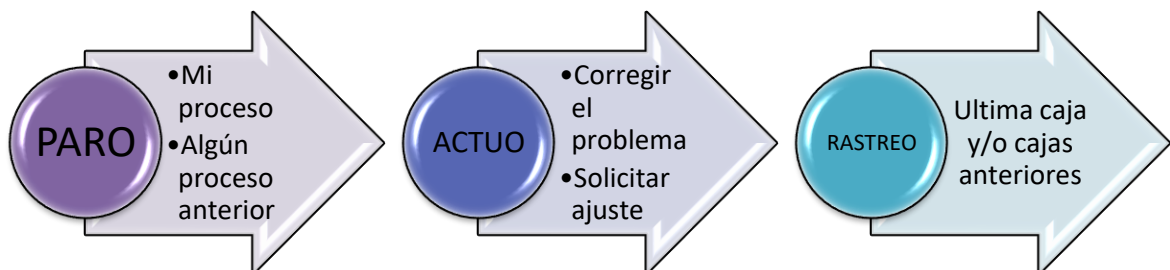 PARO
•Mi
proceso
•Algún
proceso
anterior
ACTUO
•Corregir
el
problema
•Solicitar
ajuste
RASTREO
Ultima caja
y/o cajas
anteriores